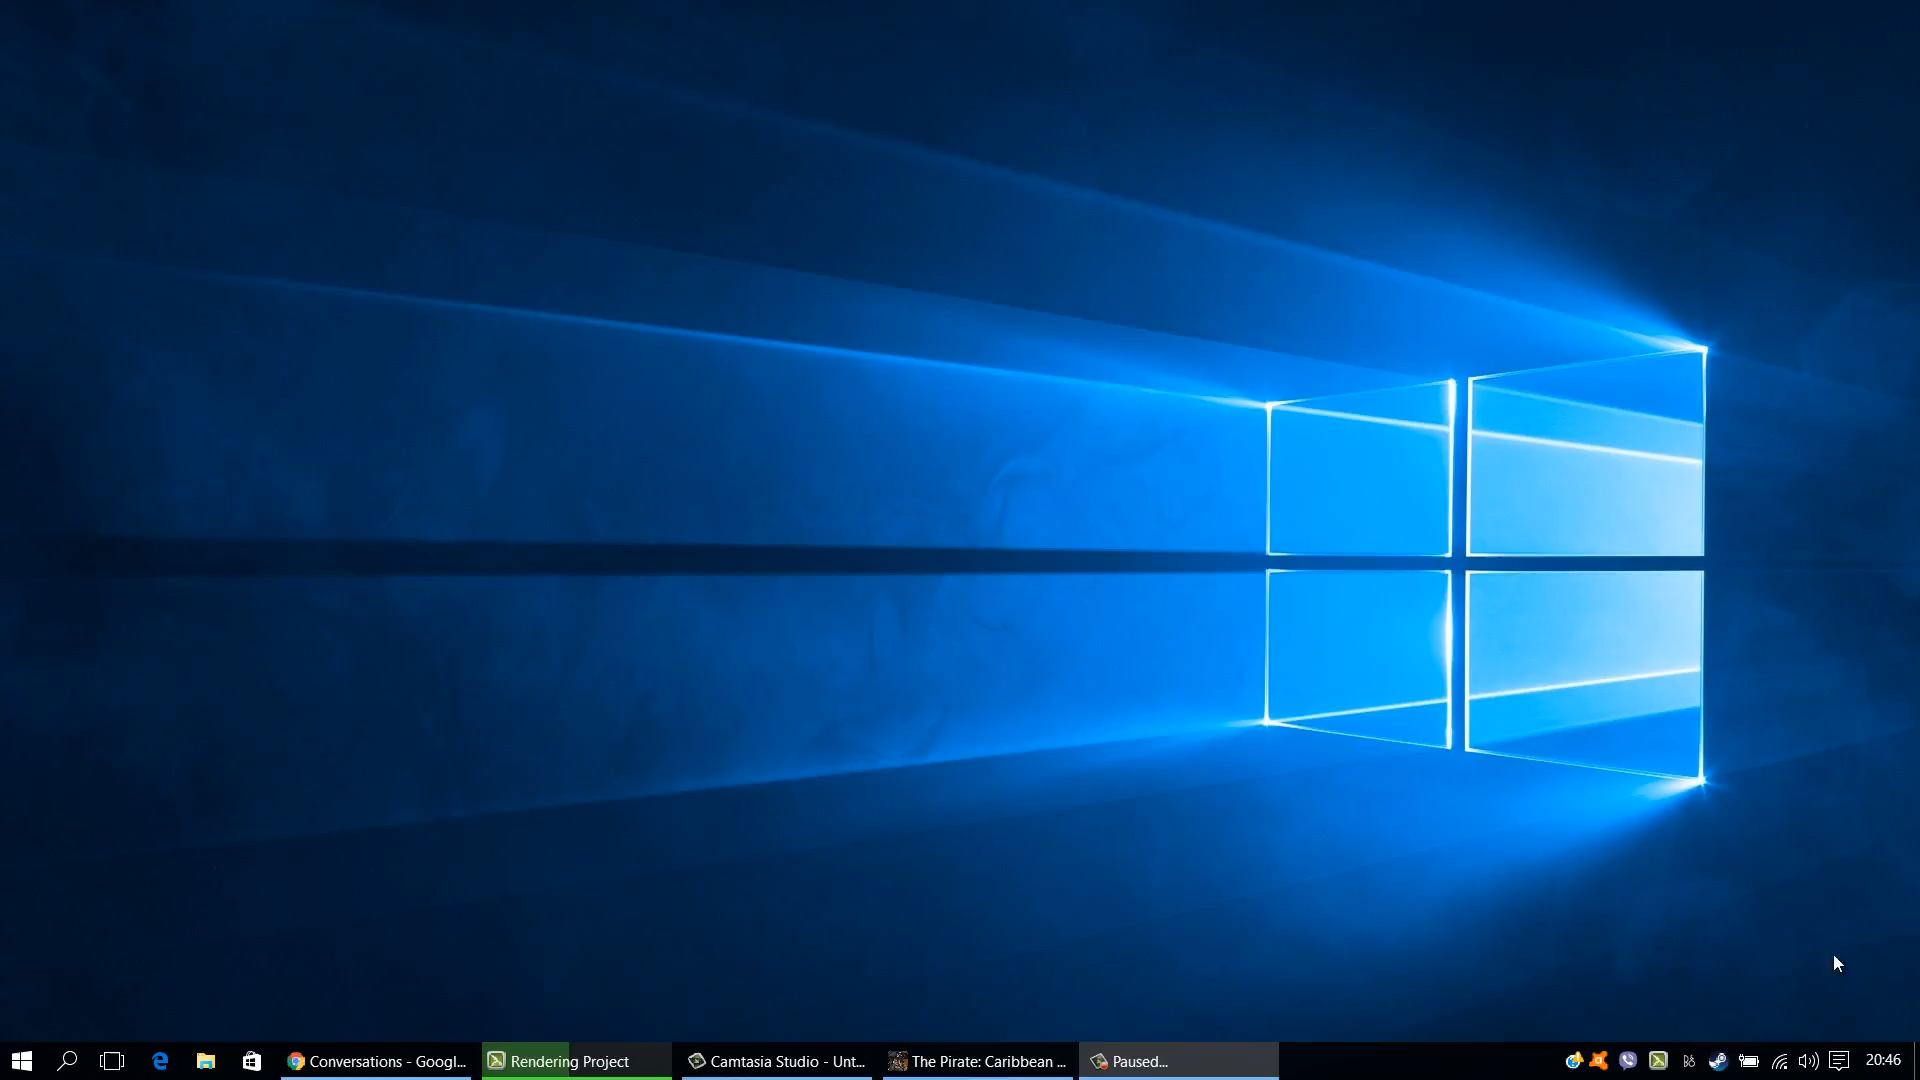 Conversations - Googl...
Rendering Project
Camtasia Studio - Unt...
The Pirate: Caribbean ...
Paused...
20:46